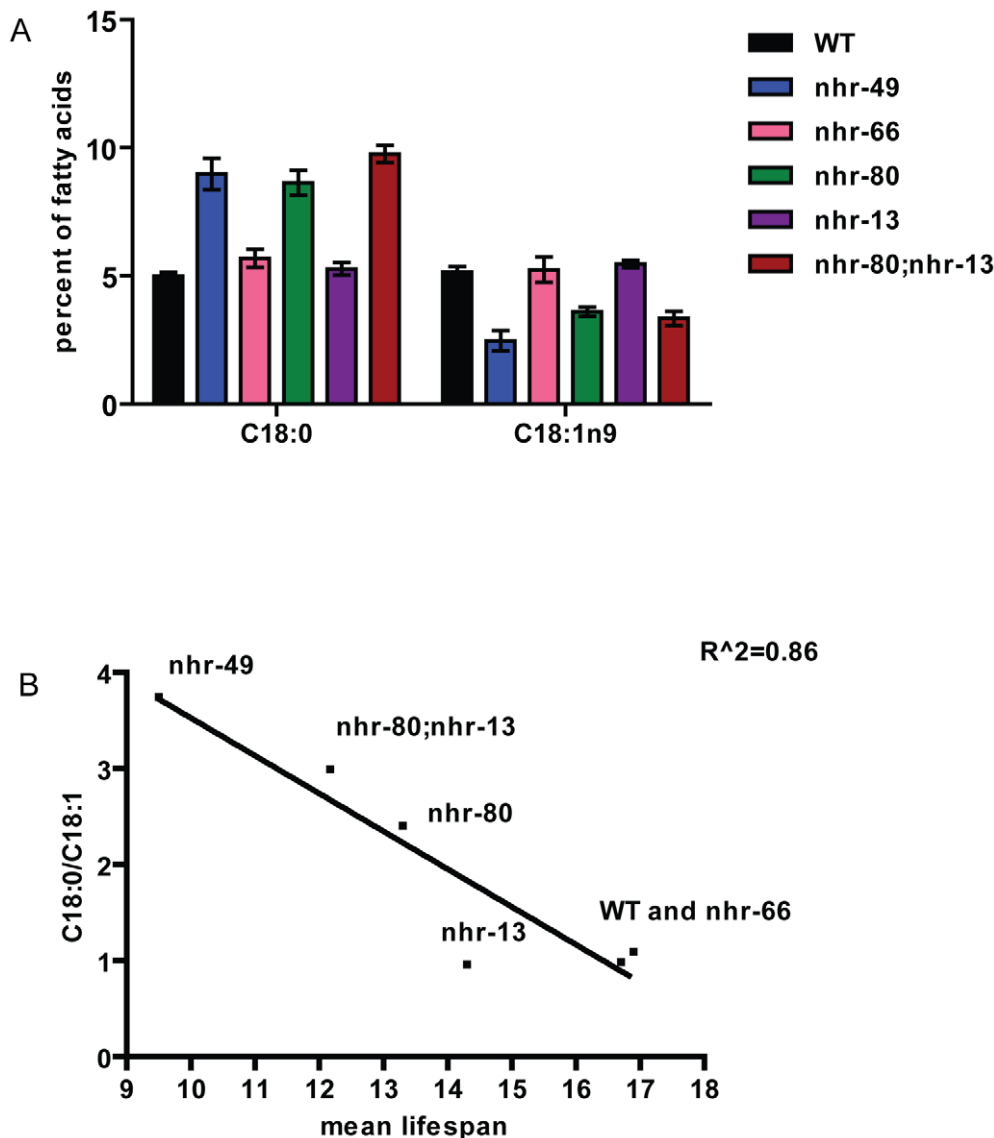 A
percent of fatty acids
15
10
5
0
C18:0
C18:1n9
WT
nhr-49
nhr-66
nhr-80
nhr-13
nhr-80;nhr-13
B
R^2=0.86
C18:0/C18:1
4
3
2
1
0
nhr-49
nhr-80;nhr-13
nhr-80
nhr-13
WT and nhr-66
9 10 11 12 13 14 15 16 17 18
mean lifespan